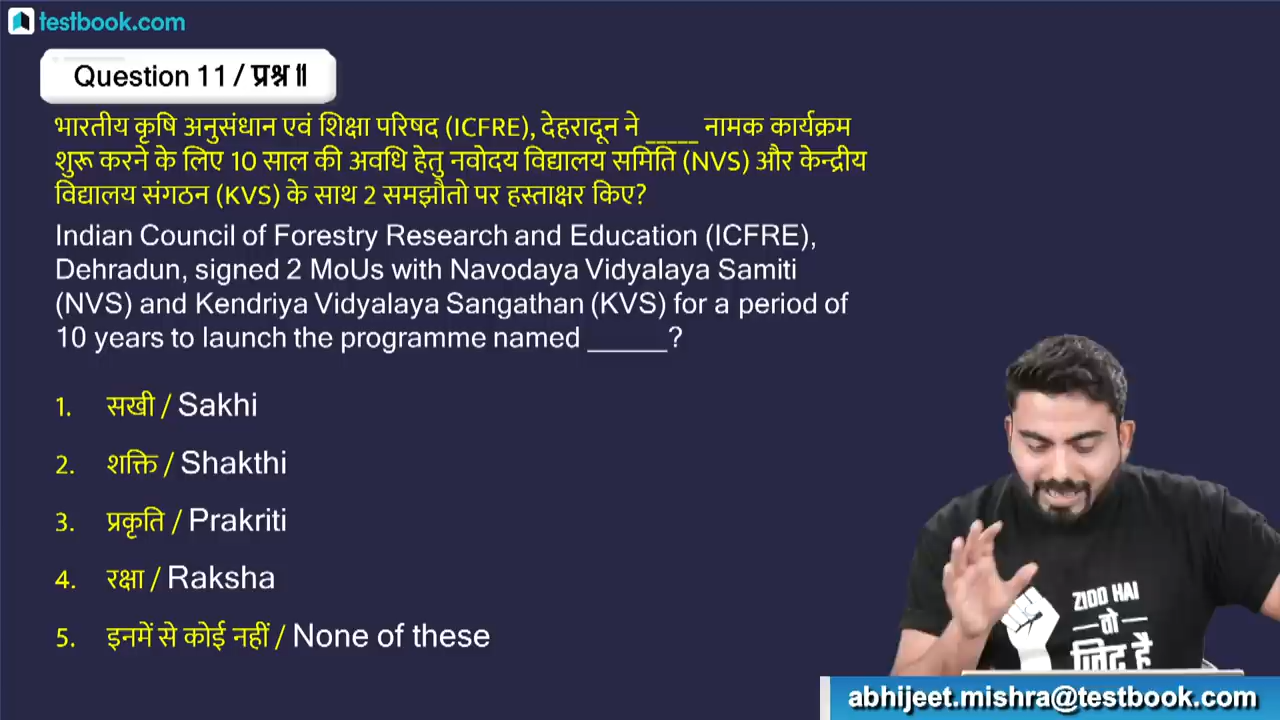 testbook.com
Question 11 / प्रश्न 11
भारतीय कृषि अनुसंधान एवं शिक्षा परिषद (ICFRE), देहरादून ने _____ नामक कार्यक्रम
शुरू करने के लिए 10 साल की अवधि हेतु नवोदय विद्यालय समिति (NVS) और केन्द्रीय
विद्यालय संगठन (KVS) के साथ 2 समझौतो पर हस्ताक्षर किए?
Indian Council of Forestry Research and Education (ICFRE),
Dehradun, signed 2 MoUs with Navodaya Vidyalaya Samiti
(NVS) and Kendriya Vidyalaya Sangathan (KVS) for a period of
10 years to launch the programme named ______?
1. सखी / Sakhi
2. शक्ति / Shakthi
3. प्रकृति / Prakriti
4. रक्षा / Raksha
5. इनमें से कोई नहीं / None of these
ZIDD HAI
तो
ज़िद है
abhijeet.mishra@testbook.com